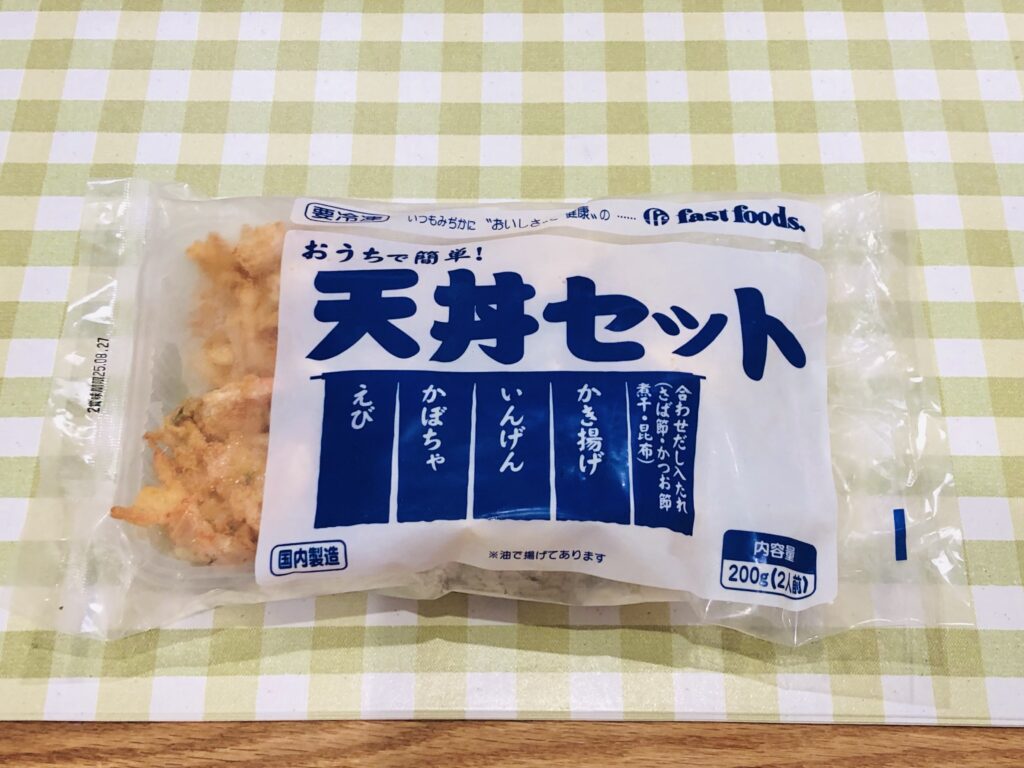 要冷凍
いつもみぢかに “おいしさ 健康”の …… fast foods.
おうちで簡単!
天丼セット
合わせだし入たれ
(さば節・かつお節
煮干・昆布)
かき揚げ
いんげん
かぼちゃ
えび
国内製造
※油で揚げてあります
内容量
200g(2人前)
賞味期限25.08.27